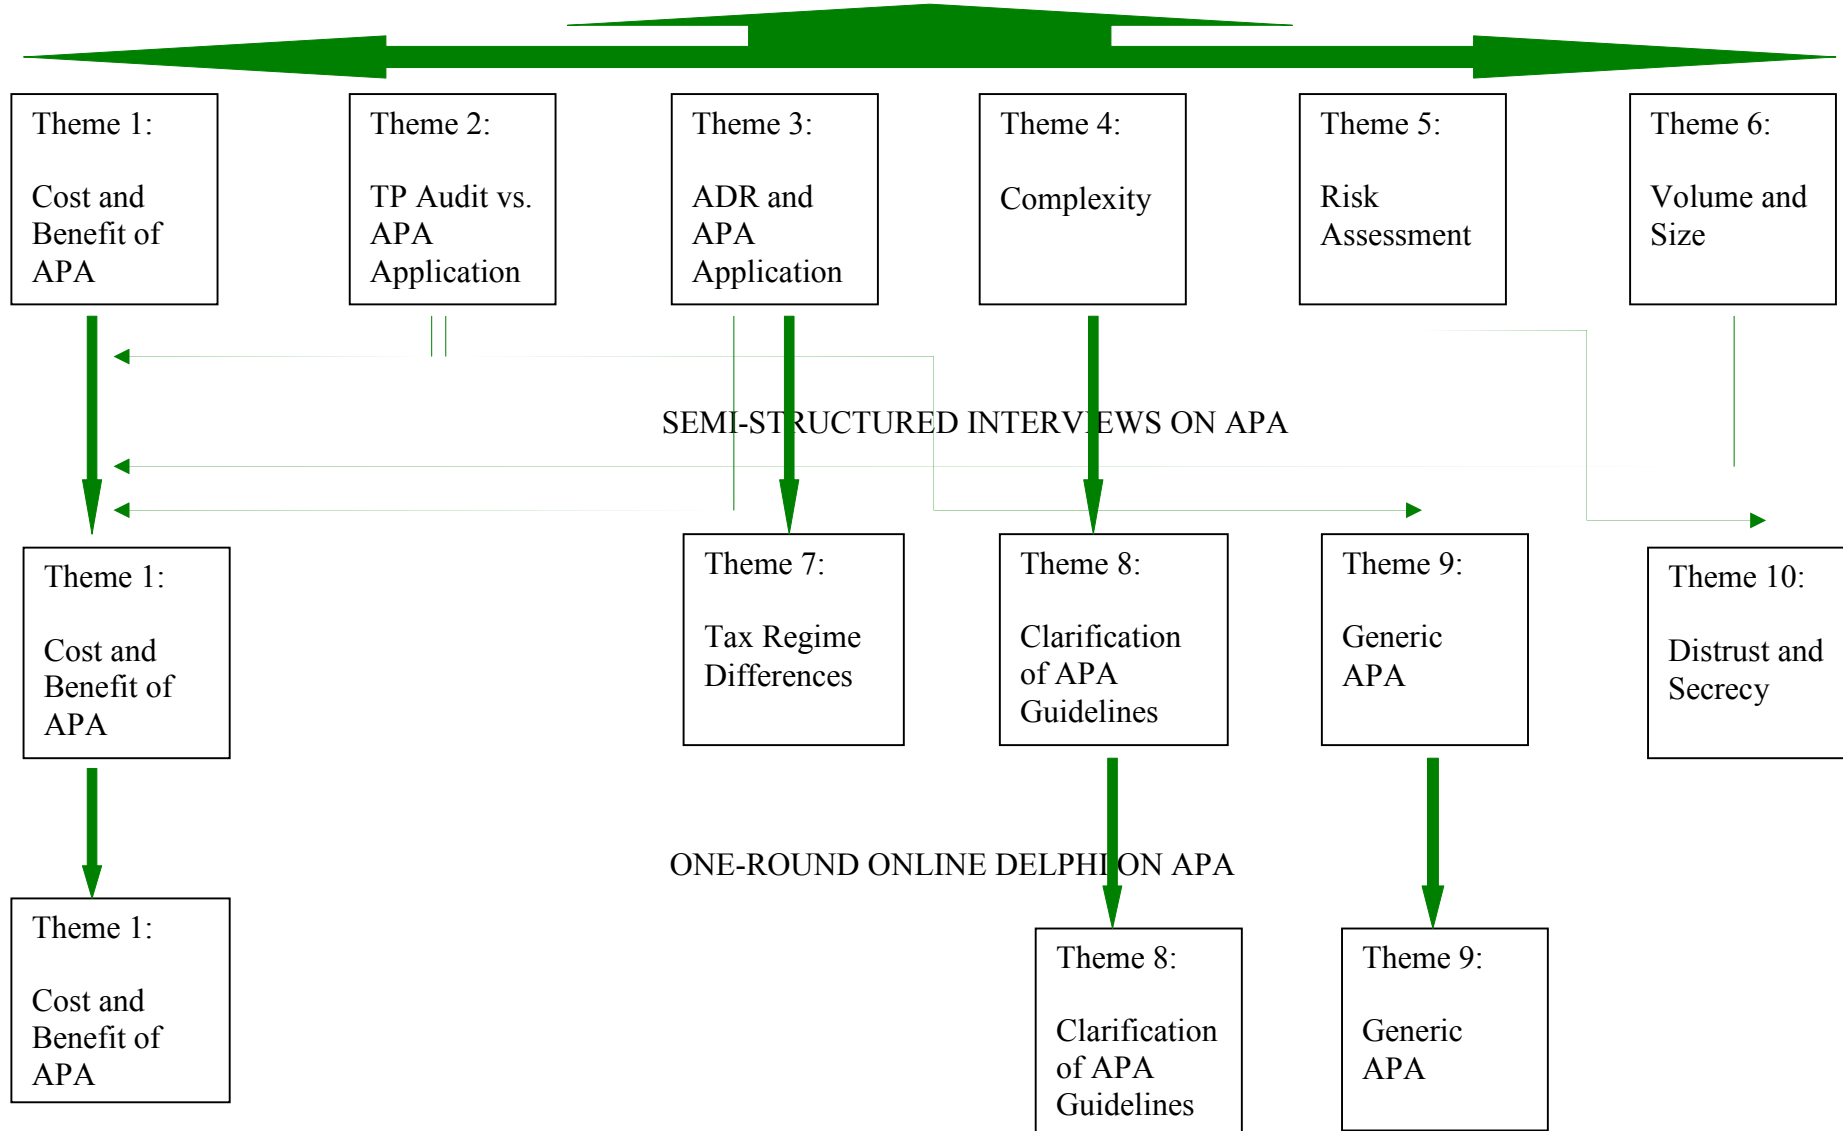 Theme 1:
Cost and
Benefit of
APA
Theme 2:
TP Audit vs.
APA
Application
Theme 3:
ADR and
APA
Application
Theme 4:
Complexity
Theme 5:
Risk
Assessment
Theme 6:
Volume and
Size
SEMI-STRUCTURED INTERVIEWS ON APA
Theme 1:
Cost and
Benefit of
APA
Theme 7:
Tax Regime
Differences
Theme 8:
Clarification
of APA
Guidelines
Theme 9:
Generic
APA
Theme 10:
Distrust and
Secrecy
ONE-ROUND ONLINE DELPHI ON APA
Theme 1:
Cost and
Benefit of
APA
Theme 8:
Clarification
of APA
Guidelines
Theme 9:
Generic
APA